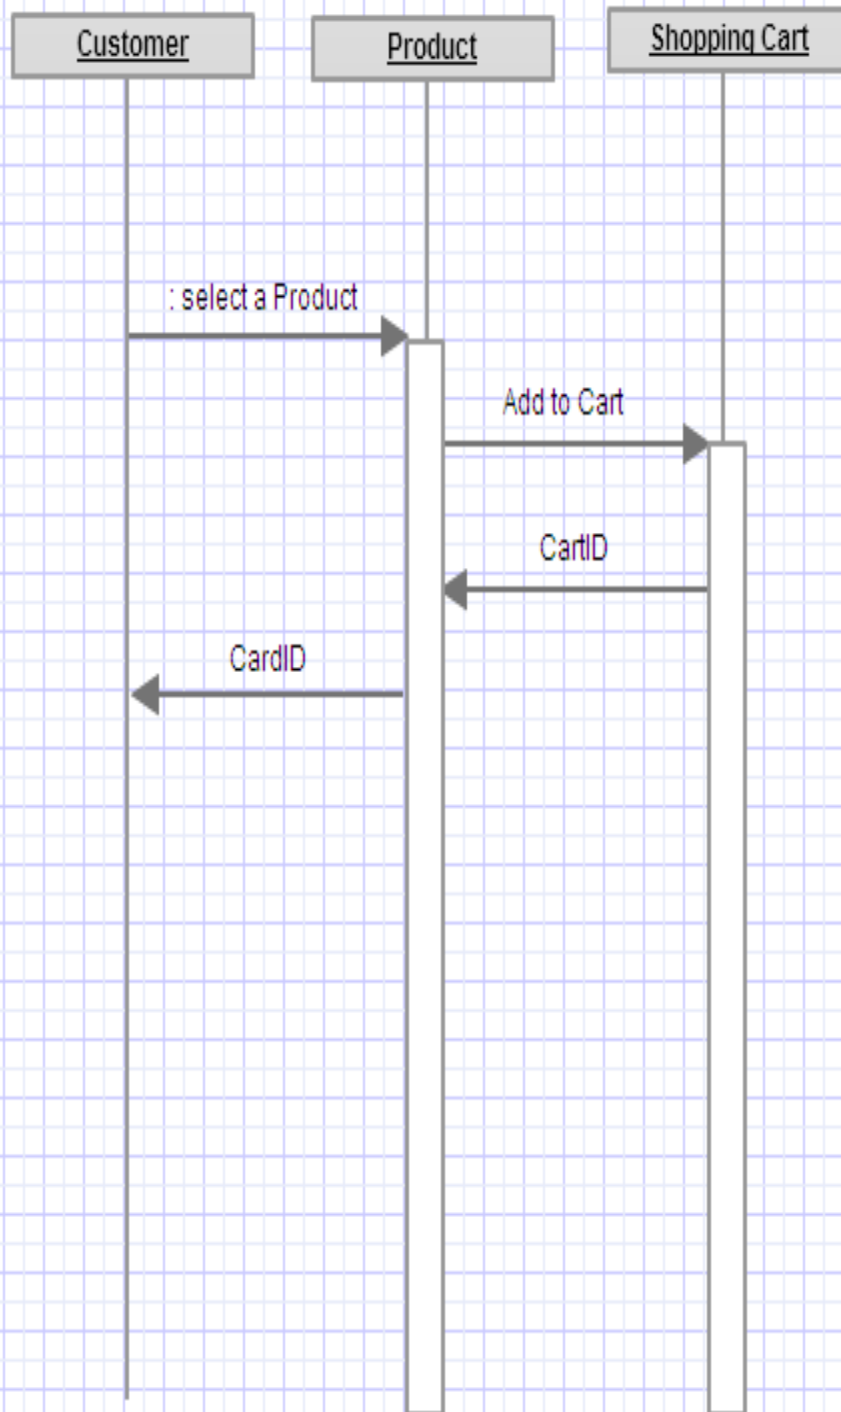 Customer
Product
Shopping Cart
: select a Product
Add to Cart
CartID
CardID